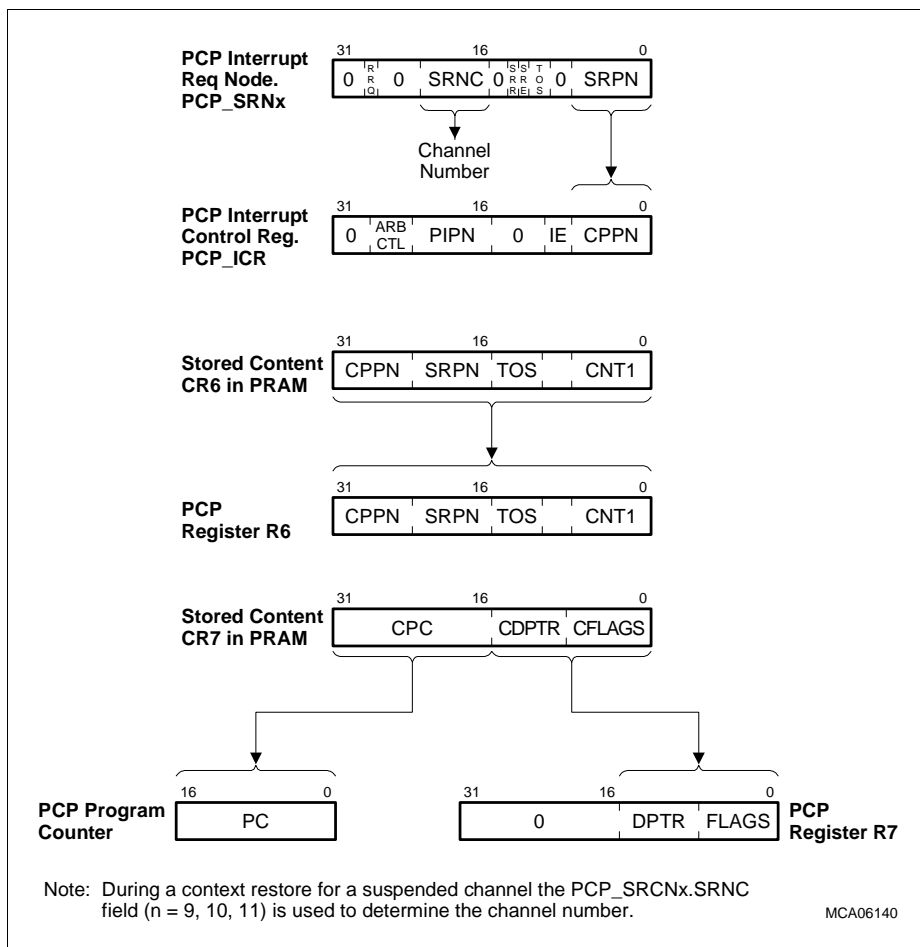 31 16 0
PCP Interrupt
Req Node.
PCP_SRNx
0 RRQ 0 SRNC 0 SRR SRE TOS 0 SRPN
Channel
Number
31 16 0
PCP Interrupt
Control Reg.
PCP_ICR
0 ARB CTL PIPN 0 IE CPPN
31 16 0
Stored Content
CR6 in PRAM
CPPN SRPN TOS CNT1
31 16 0
PCP
Register R6
CPPN SRPN TOS CNT1
31 16 0
Stored Content
CR7 in PRAM
CPC CDPTR CFLAGS
16 0
PCP Program
Counter
PC
31 16 0
0 DPTR FLAGS
PCP
Register R7
Note: During a context restore for a suspended channel the PCP_SRCNx.SRNC
field (n = 9, 10, 11) is used to determine the channel number.
MCA06140